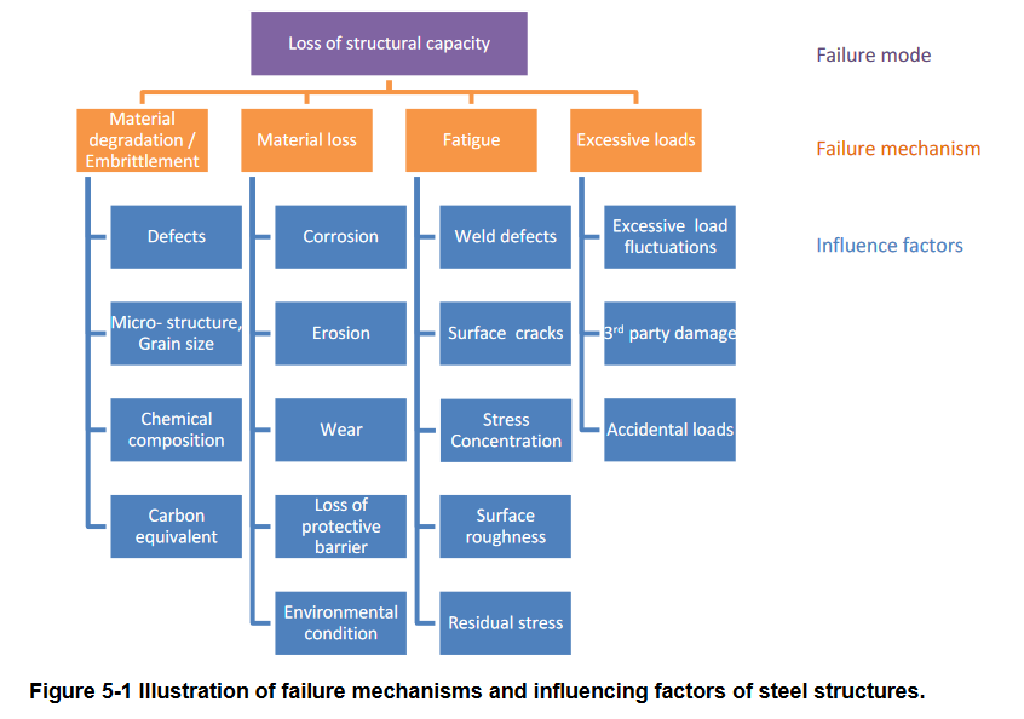 Loss of structural capacity
Failure mode
Material
degradation /
Embrittlement
Material loss
Fatigue
Excessive loads
Failure mechanism
Defects
Corrosion
Weld defects
Excessive load
fluctuations
Influence factors
Micro- structure,
Grain size
Erosion
Surface cracks
3rd party damage
Chemical
composition
Wear
Stress
Concentration
Accidental loads
Carbon
equivalent
Loss of
protective
barrier
Surface
roughness
Environmental
condition
Residual stress
Figure 5-1 Illustration of failure mechanisms and influencing factors of steel structures.